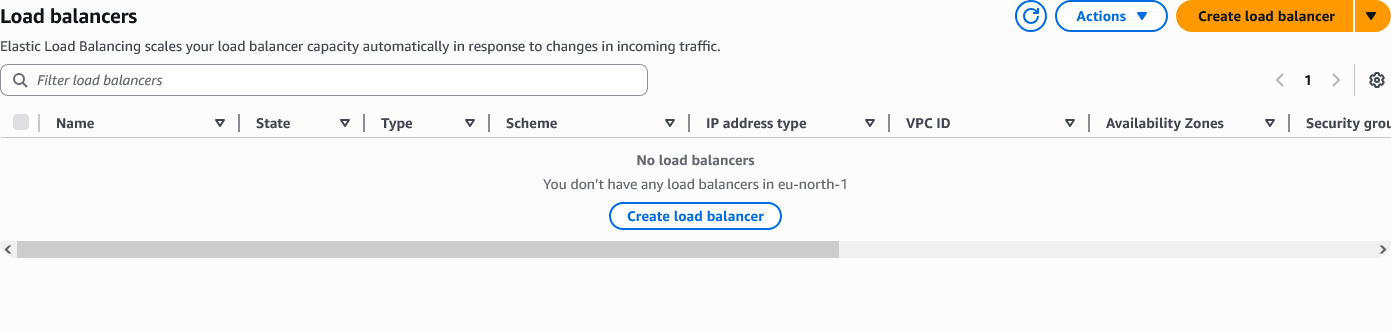 Load balancers
Actions
Create load balancer
Elastic Load Balancing scales your load balancer capacity automatically in response to changes in incoming traffic.
Filter load balancers
1
Name
State
Type
Scheme
IP address type
VPC ID
Availability Zones
Security grou
No load balancers
You don’t have any load balancers in eu-north-1
Create load balancer